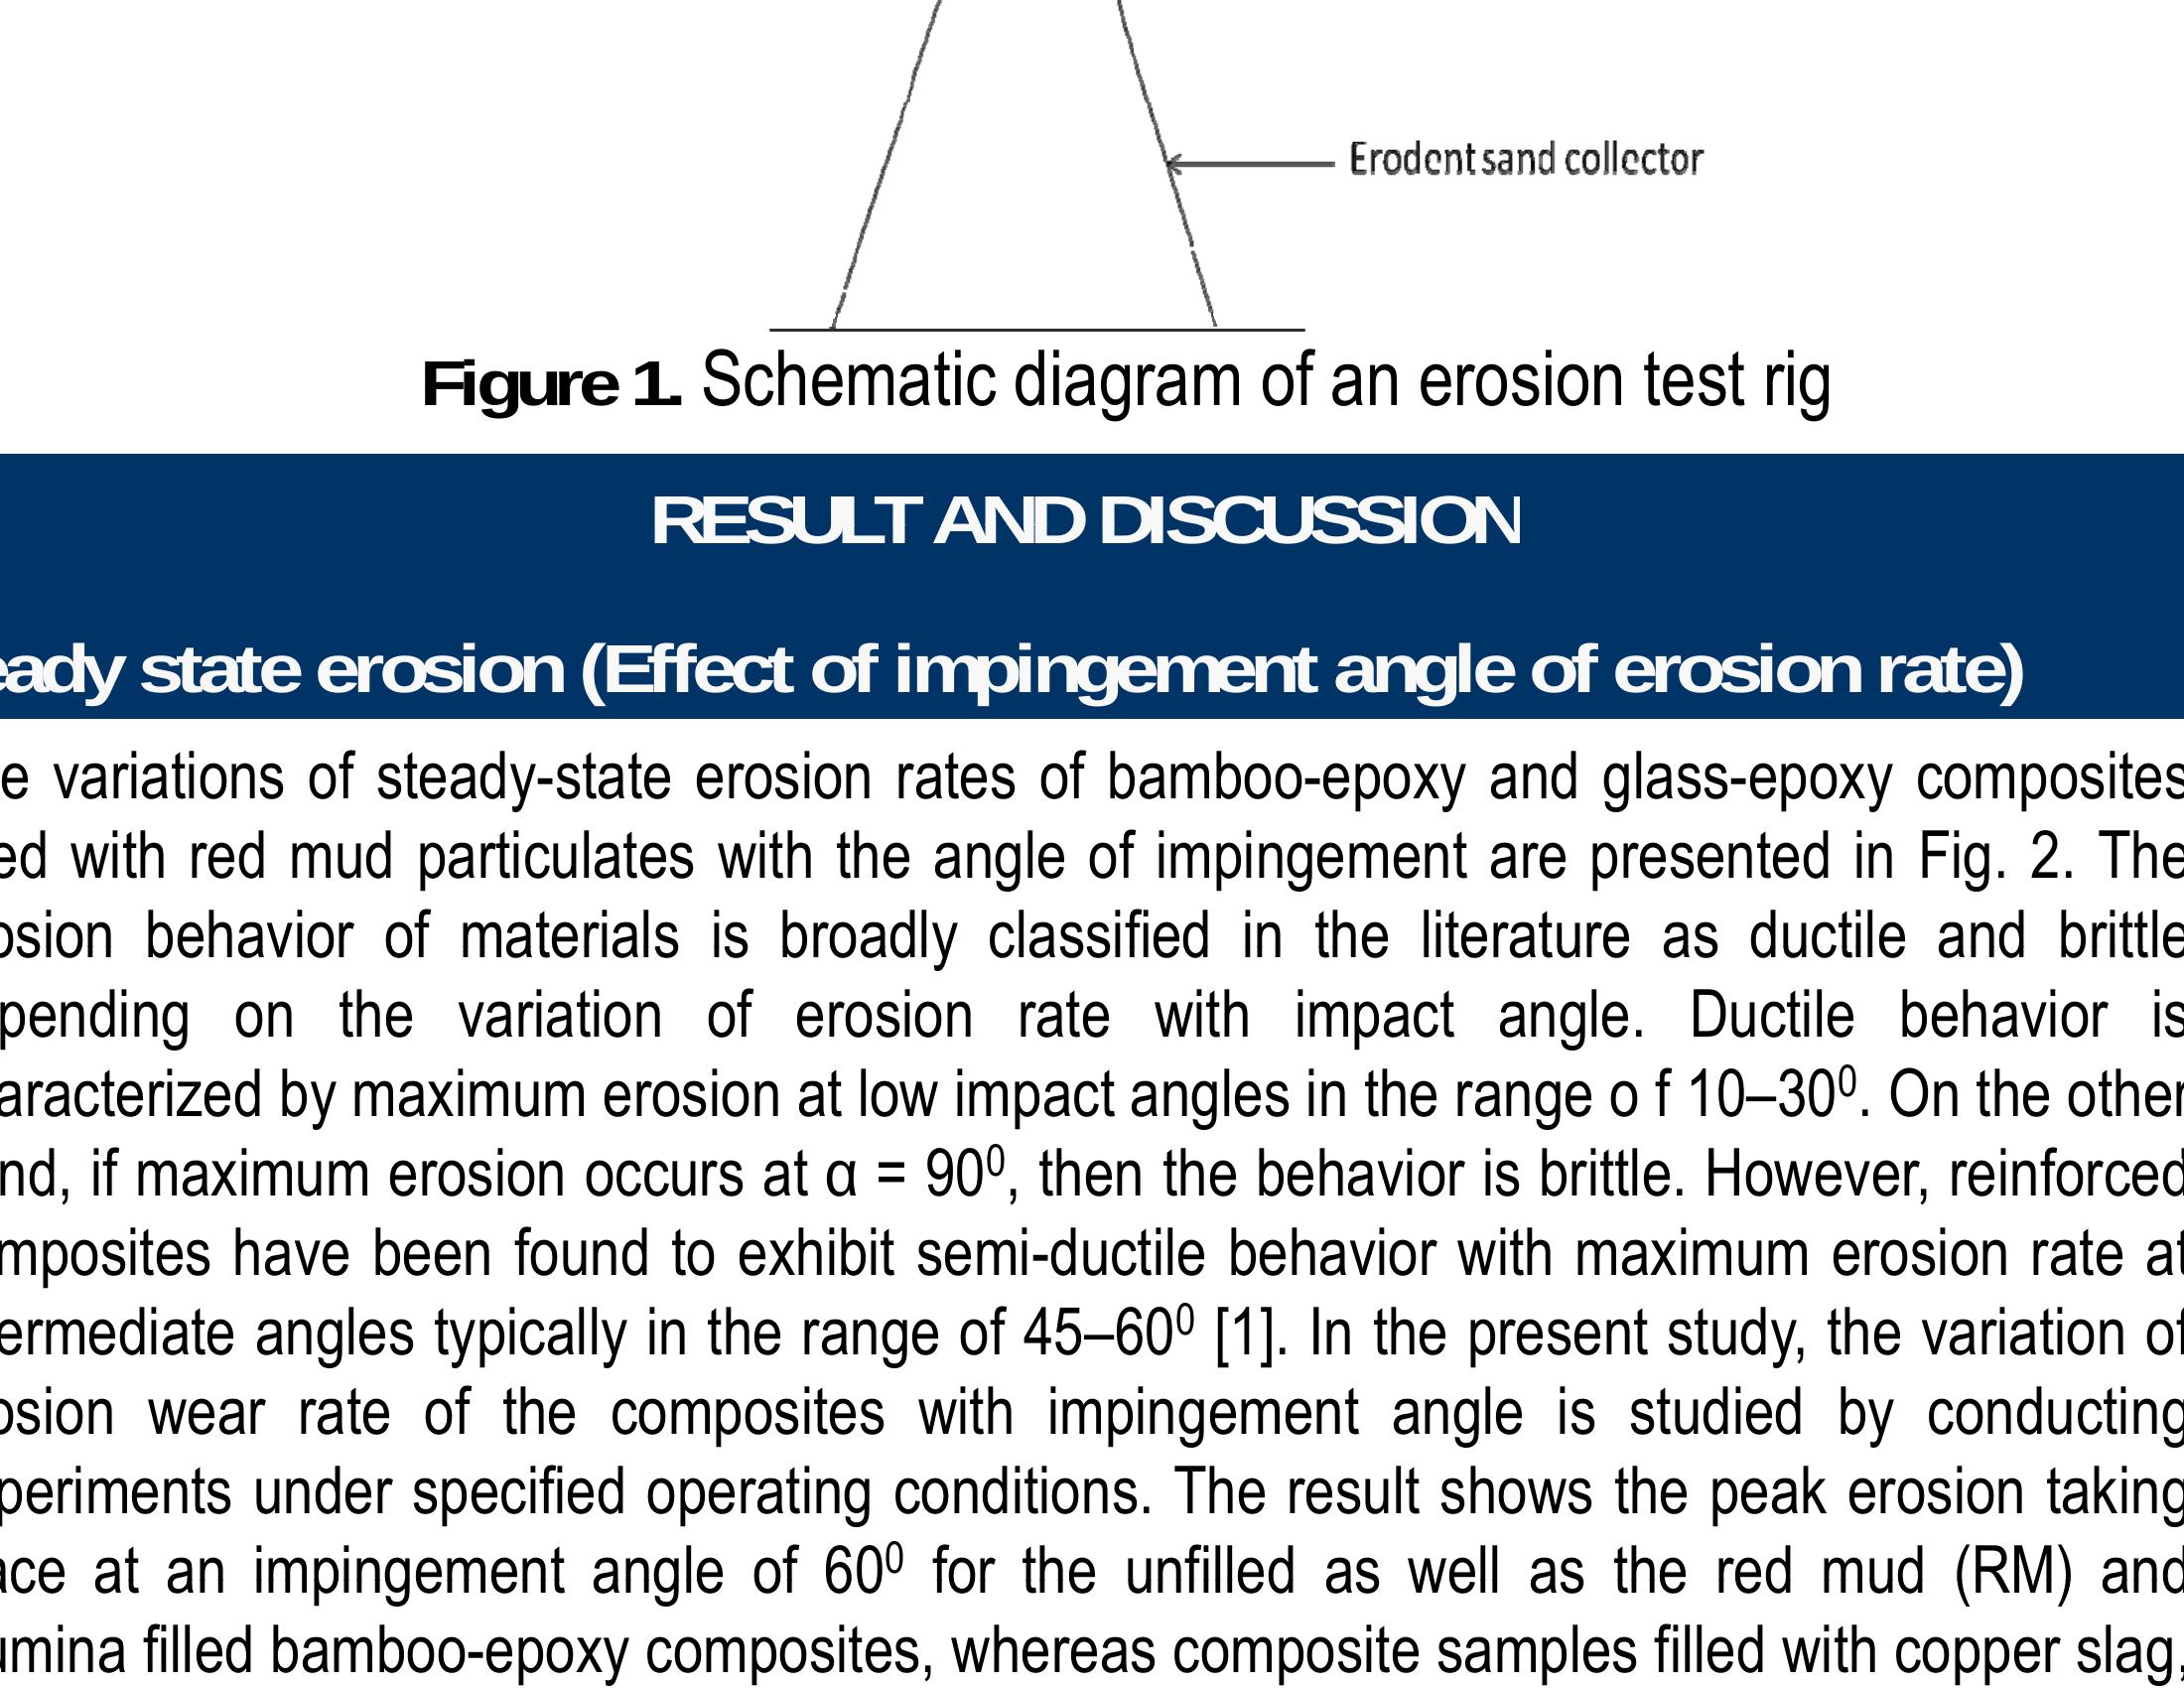 Erodent sand collector
Figure 1. Schematic diagram of an erosion test rig
RESULT AND DISCUSSION
eady state erosion (Effect of impingement angle of erosion rate)
e variations of steady-state erosion rates of bamboo-epoxy and glass-epoxy composites
ed with red mud particulates with the angle of impingement are presented in Fig. 2. The
osion behavior of materials is broadly classified in the literature as ductile and brittle
pending on the variation of erosion rate with impact angle. Ductile behavior is
aracterized by maximum erosion at low impact angles in the range o f 10–30⁰. On the other
nd, if maximum erosion occurs at α = 90⁰, then the behavior is brittle. However, reinforced
mposites have been found to exhibit semi-ductile behavior with maximum erosion rate at
ermediate angles typically in the range of 45–60⁰ [1]. In the present study, the variation of
osion wear rate of the composites with impingement angle is studied by conducting
periments under specified operating conditions. The result shows the peak erosion taking
ace at an impingement angle of 60⁰ for the unfilled as well as the red mud (RM) and
umina filled bamboo-epoxy composites, whereas composite samples filled with copper slag,